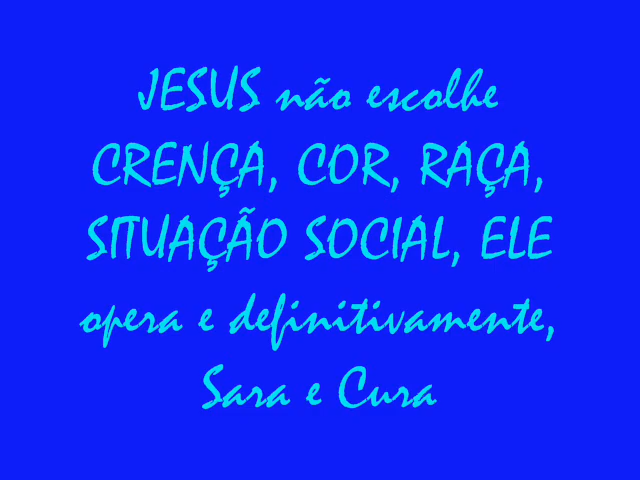 JESUS não escolhe
CRENÇA, COR, RAÇA,
SITUAÇÃO SOCIAL, ELE
opera e definitivamente,
Sara e Cura